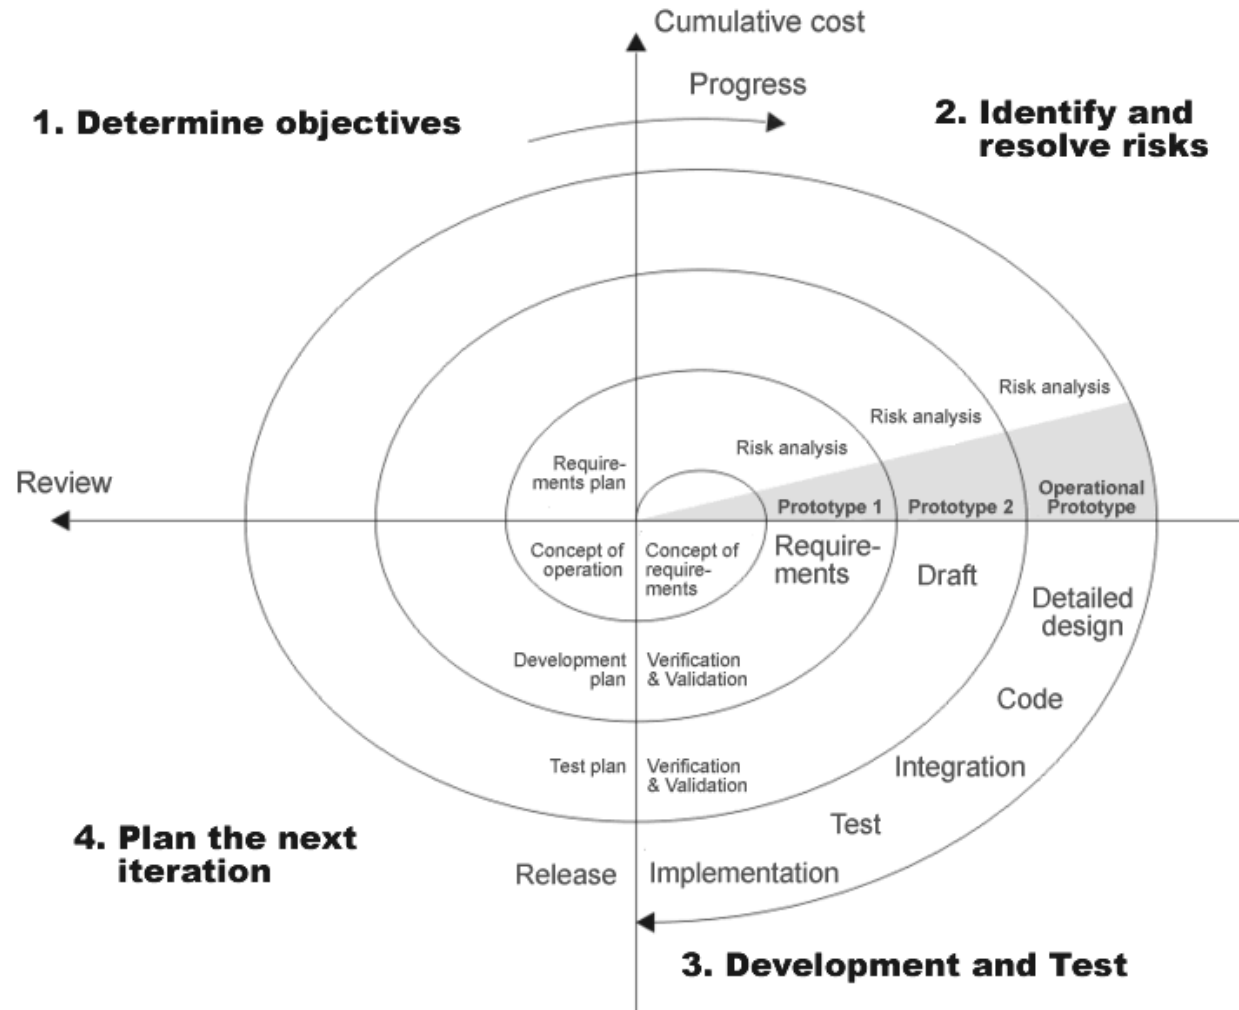 Cumulative cost
Progress
1. Determine objectives
2. Identify and
resolve risks
Risk analysis
Risk analysis
Risk analysis
Require-
ments plan
Review
Operational
Prototype
Prototype 1
Prototype 2
Concept of
operation
Concept of
require-
ments
Require-
ments
Draft
Detailed
design
Development
plan
Verification
& Validation
Code
Test plan
Verification
& Validation
Integration
Test
4. Plan the next
iteration
Release
Implementation
3. Development and Test